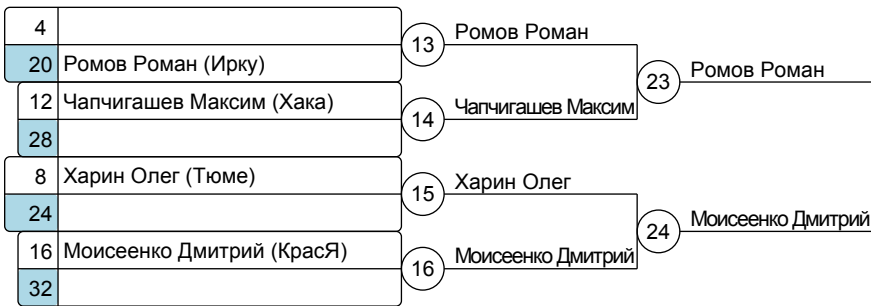 4
13 Ромов Роман
20 Ромов Роман (Ирку)
23 Ромов Роман
12 Чапчигашев Максим (Хака)
14 Чапчигашев Максим
28
8 Харин Олег (Тюме)
15 Харин Олег
24
24 Моисеенко Дмитрий
16 Моисеенко Дмитрий (КрасЯ)
16 Моисеенко Дмитрий
32